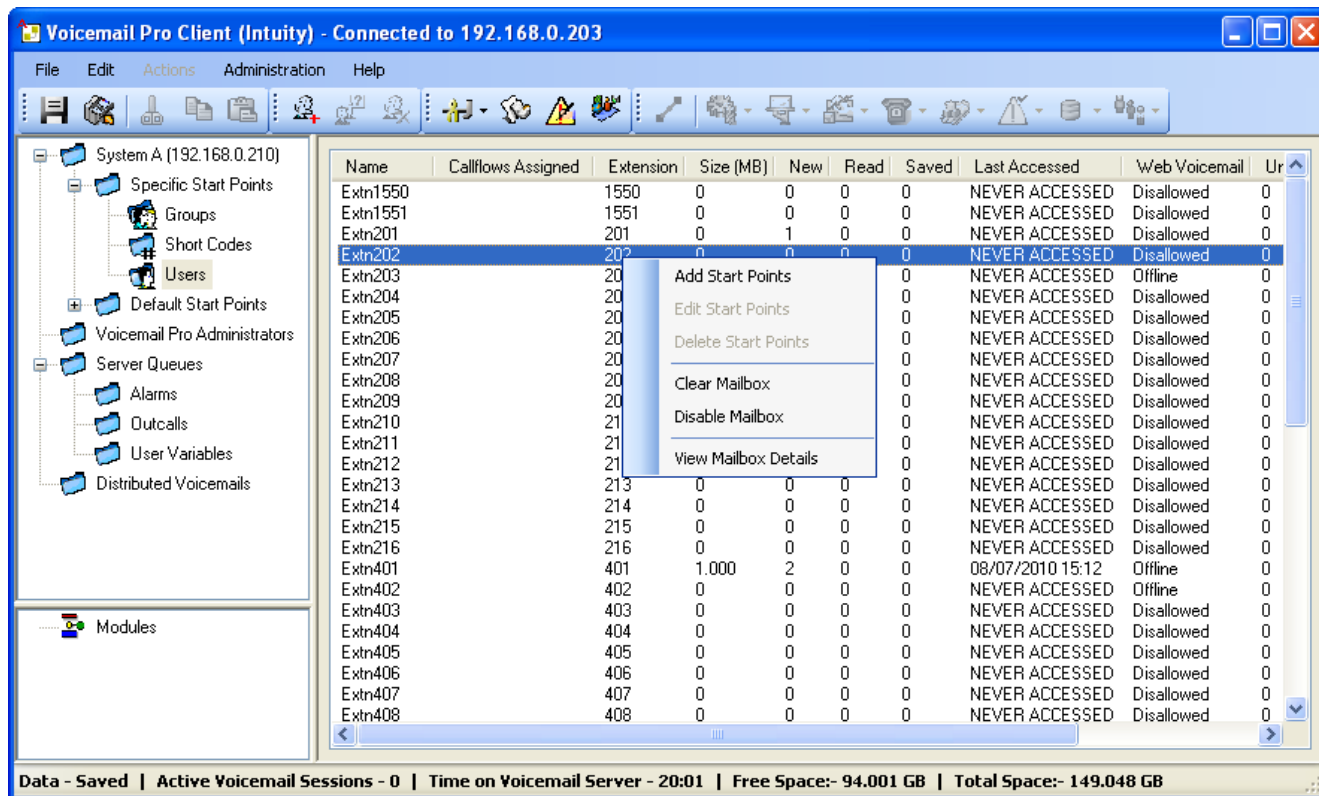 Voicemail Pro Client (Intuity) - Connected to 192.168.0.203
File Edit Actions Administration Help
System A (192.168.0.210)
Specific Start Points
Groups
Short Codes
Users
Default Start Points
Voicemail Pro Administrators
Server Queues
Alarms
Outcalls
User Variables
Distributed Voicemails
Modules
Name Callflows Assigned Extension Size (MB) New Read Saved Last Accessed Web Voicemail Ur
Extn1550 1550 0 0 0 0 NEVER ACCESSED Disallowed 0
Extn1551 1551 0 0 0 0 NEVER ACCESSED Disallowed 0
Extn201 201 0 1 0 0 NEVER ACCESSED Disallowed 0
Extn202 202 0 0 0 0 NEVER ACCESSED Disallowed 0
Extn203 20 0 NEVER ACCESSED Offline 0
Extn204 20 0 NEVER ACCESSED Disallowed 0
Extn205 20 0 NEVER ACCESSED Disallowed 0
Extn206 20 0 NEVER ACCESSED Disallowed 0
Extn207 20 0 NEVER ACCESSED Disallowed 0
Extn208 20 0 NEVER ACCESSED Disallowed 0
Extn209 20 0 NEVER ACCESSED Disallowed 0
Extn210 21 0 NEVER ACCESSED Disallowed 0
Extn211 21 0 NEVER ACCESSED Disallowed 0
Extn212 21 0 NEVER ACCESSED Disallowed 0
Extn213 213 0 0 0 0 NEVER ACCESSED Disallowed 0
Extn214 214 0 0 0 0 NEVER ACCESSED Disallowed 0
Extn215 215 0 0 0 0 NEVER ACCESSED Disallowed 0
Extn216 216 0 0 0 0 NEVER ACCESSED Disallowed 0
Extn401 401 1.000 2 0 0 08/07/2010 15:12 Offline 0
Extn402 402 0 0 0 0 NEVER ACCESSED Offline 0
Extn403 403 0 0 0 0 NEVER ACCESSED Disallowed 0
Extn404 404 0 0 0 0 NEVER ACCESSED Disallowed 0
Extn405 405 0 0 0 0 NEVER ACCESSED Disallowed 0
Extn406 406 0 0 0 0 NEVER ACCESSED Disallowed 0
Extn407 407 0 0 0 0 NEVER ACCESSED Disallowed 0
Extn408 408 0 0 0 0 NEVER ACCESSED Disallowed 0
Add Start Points
Edit Start Points
Delete Start Points
Clear Mailbox
Disable Mailbox
View Mailbox Details
Data - Saved | Active Voicemail Sessions - 0 | Time on Voicemail Server - 20:01 | Free Space:- 94.001 GB | Total Space:- 149.048 GB